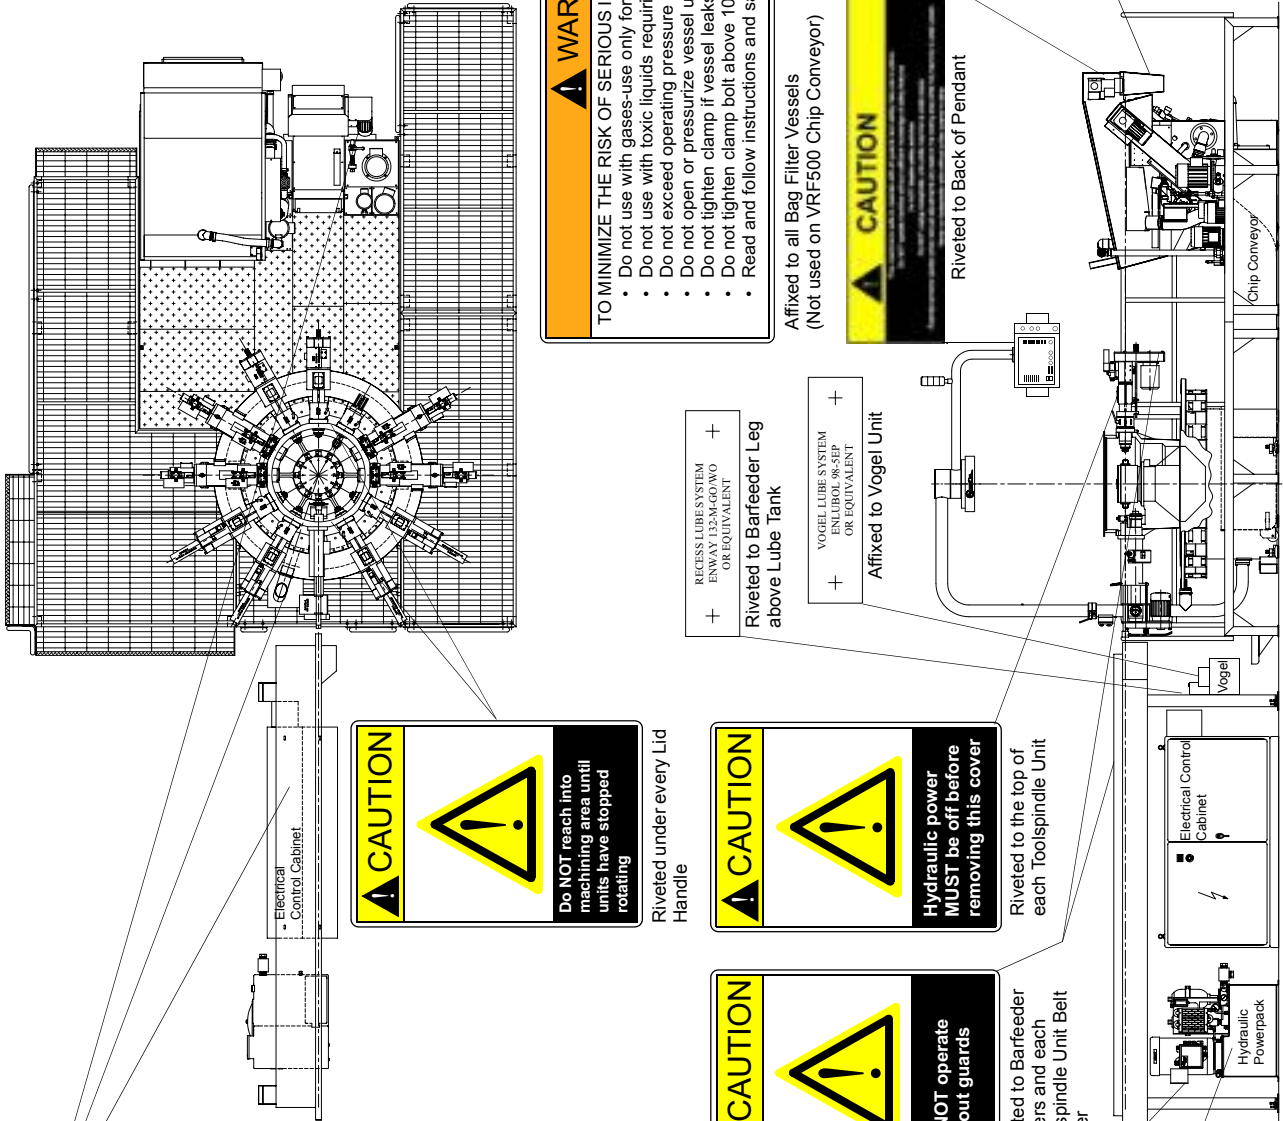 WAR
TO MINIMIZE THE RISK OF SERIOUS I
• Do not use with gases-use only for
• Do not use with toxic liquids requiri
• Do not exceed operating pressure
• Do not open or pressurize vessel u
• Do not tighten clamp if vessel leaks
• Do not tighten clamp bolt above 10
• Read and follow instructions and sa
Affixed to all Bag Filter Vessels
(Not used on VRF500 Chip Conveyor)
CAUTION
Riveted to Back of Pendant
RECESS LUBE SYSTEM
ENWAY 132-M-GO/WO
OR EQUIVALENT
Riveted to Barfeeder Leg
above Lube Tank
VOGEL LUBE SYSTEM
ENLUBOL 98-5EP
OR EQUIVALENT
Affixed to Vogel Unit
Chip Conveyor
Electrical
Control Cabinet
CAUTION
Do NOT reach into
machining area until
units have stopped
rotating
Riveted under every Lid
Handle
CAUTION
Hydraulic power
MUST be off before
removing this cover
Riveted to the top of
each Toolspindle Unit
Vogel
Electrical Control
Cabinet
CAUTION
NOT operate
out guards
ted to Barfeeder
ers and each
spindle Unit Belt
er
Hydraulic
Powerpack